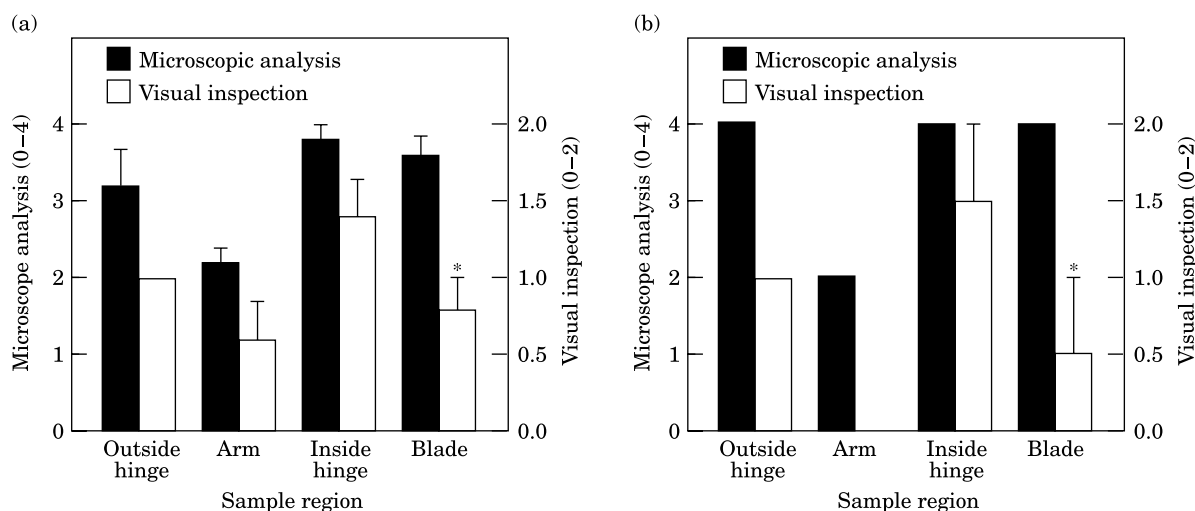 (a)
Microscopic analysis
Visual inspection
Microscope analysis (0–4)
4
3
2
1
0
2.0
1.5
1.0
0.5
0.0
Visual inspection (0–2)
*
Outside
hinge
Arm
Inside
hinge
Blade
Sample region
(b)
Microscopic analysis
Visual inspection
Microscope analysis (0–4)
4
3
2
1
0
2.0
1.5
1.0
0.5
0.0
Visual inspection (0–2)
*
Outside
hinge
Arm
Inside
hinge
Blade
Sample region